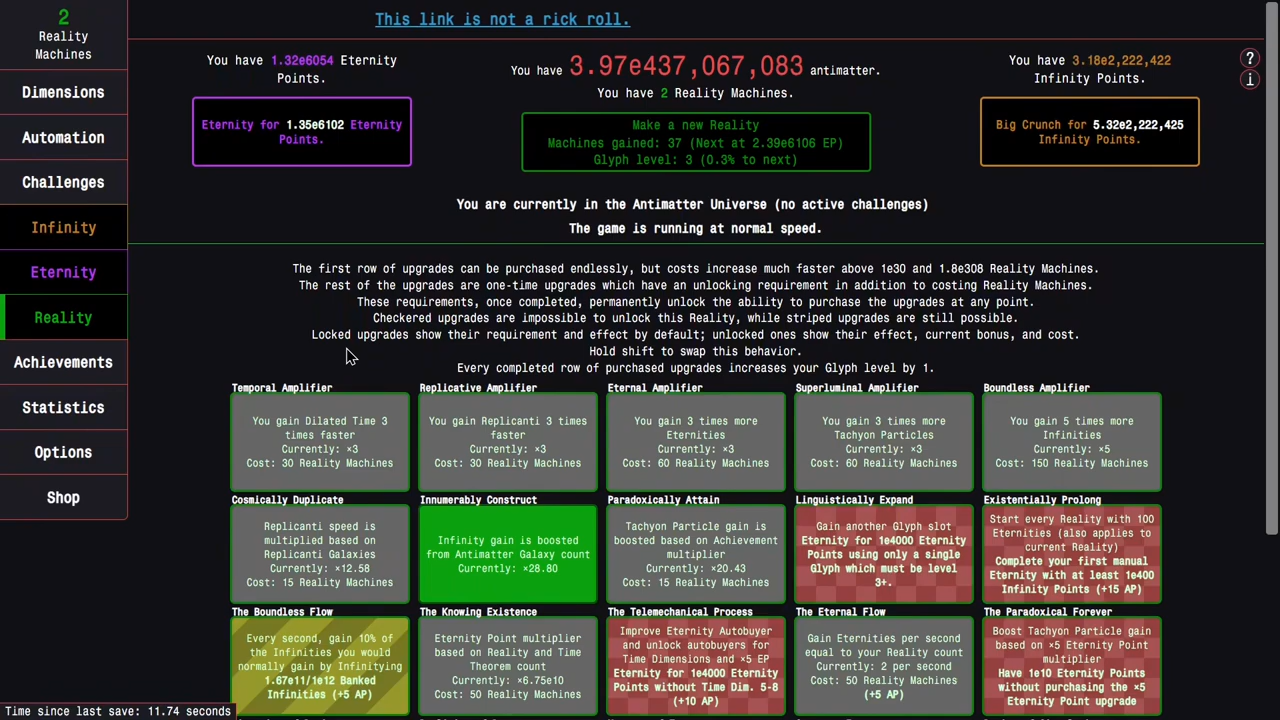 2
Reality
Machines
Dimensions
Automation
Challenges
Infinity
Eternity
Reality
Achievements
Statistics
Options
Shop
This link is not a rick roll.
You have 1.32e6054 Eternity
Points.
Eternity for 1.35e6102 Eternity
Points.
You have 3.97e437,067,083 antimatter.
You have 2 Reality Machines.
Make a new Reality
Machines gained: 37 (Next at 2.39e6106 EP)
Glyph level: 3 (0.3% to next)
You have 3.18e2,222,422
Infinity Points.
Big Crunch for 5.32e2,222,425
Infinity Points.
?
i
You are currently in the Antimatter Universe (no active challenges)
The game is running at normal speed.
The first row of upgrades can be purchased endlessly, but costs increase much faster above 1e30 and 1.8e308 Reality Machines.
The rest of the upgrades are one-time upgrades which have an unlocking requirement in addition to costing Reality Machines.
These requirements, once completed, permanently unlock the ability to purchase the upgrades at any point.
Checkered upgrades are impossible to unlock this Reality, while striped upgrades are still possible.
Locked upgrades show their requirement and effect by default; unlocked ones show their effect, current bonus, and cost.
Hold shift to swap this behavior.
Every completed row of purchased upgrades increases your Glyph level by 1.
Temporal Amplifier
You gain Dilated Time 3
times faster
Currently: ×3
Cost: 30 Reality Machines
Replicative Amplifier
You gain Replicanti 3 times
faster
Currently: ×3
Cost: 30 Reality Machines
Eternal Amplifier
You gain 3 times more
Eternities
Currently: ×3
Cost: 60 Reality Machines
Superluminal Amplifier
You gain 3 times more
Tachyon Particles
Currently: ×3
Cost: 60 Reality Machines
Boundless Amplifier
You gain 5 times more
Infinities
Currently: ×5
Cost: 150 Reality Machines
Cosmically Duplicate
Replicanti speed is
multiplied based on
Replicanti Galaxies
Currently: ×12.58
Cost: 15 Reality Machines
Innumerably Construct
Infinity gain is boosted
from Antimatter Galaxy count
Currently: ×28.80
Paradoxically Attain
Tachyon Particle gain is
boosted based on Achievement
multiplier
Currently: ×20.43
Cost: 15 Reality Machines
Linguistically Expand
Gain another Glyph slot
Eternity for 1e4000 Eternity
Points using only a single
Glyph which must be level
3+.
Existentially Prolong
Start every Reality with 100
Eternities (also applies to
current Reality)
Complete your first manual
Eternity with at least 1e400
Infinity Points (+15 AP)
The Boundless Flow
Every second, gain 10% of
the Infinities you would
normally gain by Infinitying
1.67e11/1e12 Banked
Infinities (+5 AP)
The Knowing Existence
Eternity Point multiplier
based on Reality and Time
Theorem count
Currently: ×6.75e10
Cost: 50 Reality Machines
The Telemechanical Process
Improve Eternity Autobuyer
and unlock autobuyers for
Time Dimensions and ×5 EP
Eternity for 1e4000 Eternity
Points without Time Dim. 5-8
(+10 AP)
The Eternal Flow
Gain Eternities per second
equal to your Reality count
Currently: 2 per second
Cost: 50 Reality Machines
(+5 AP)
The Paradoxical Forever
Boost Tachyon Particle gain
based on ×5 Eternity Point
multiplier
Have 1e10 Eternity Points
without purchasing the ×5
Eternity Point upgrade
Time since last save: 11.74 seconds